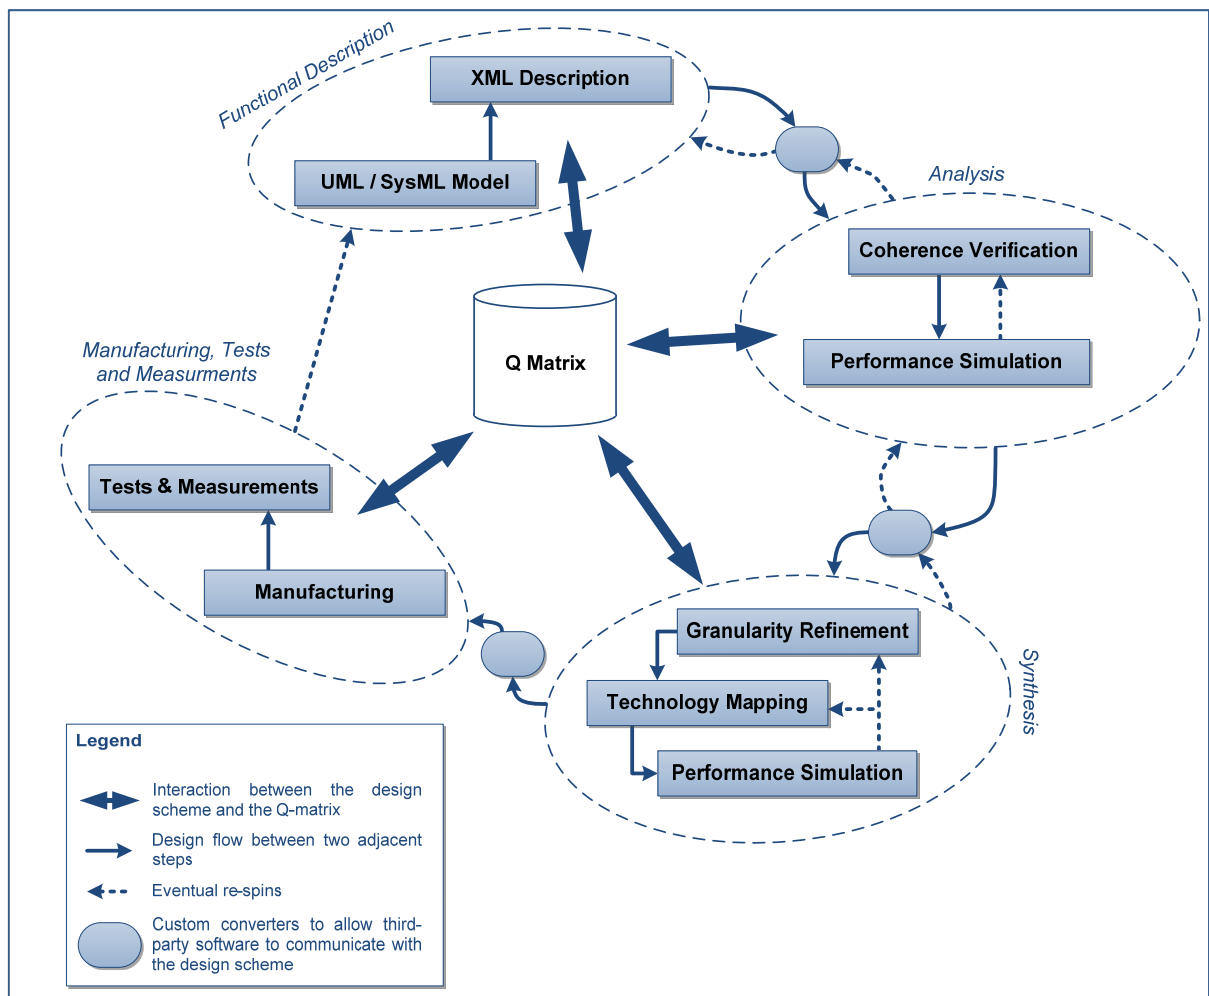 Functional Description
XML Description
UML / SysML Model
Analysis
Coherence Verification
Performance Simulation
Q Matrix
Manufacturing, Tests
and Measurments
Tests & Measurements
Manufacturing
Granularity Refinement
Technology Mapping
Performance Simulation
Synthesis
Legend
Interaction between the design
scheme and the Q-matrix
Design flow between two adjacent
steps
Eventual re-spins
Custom converters to allow third-
party software to communicate with
the design scheme